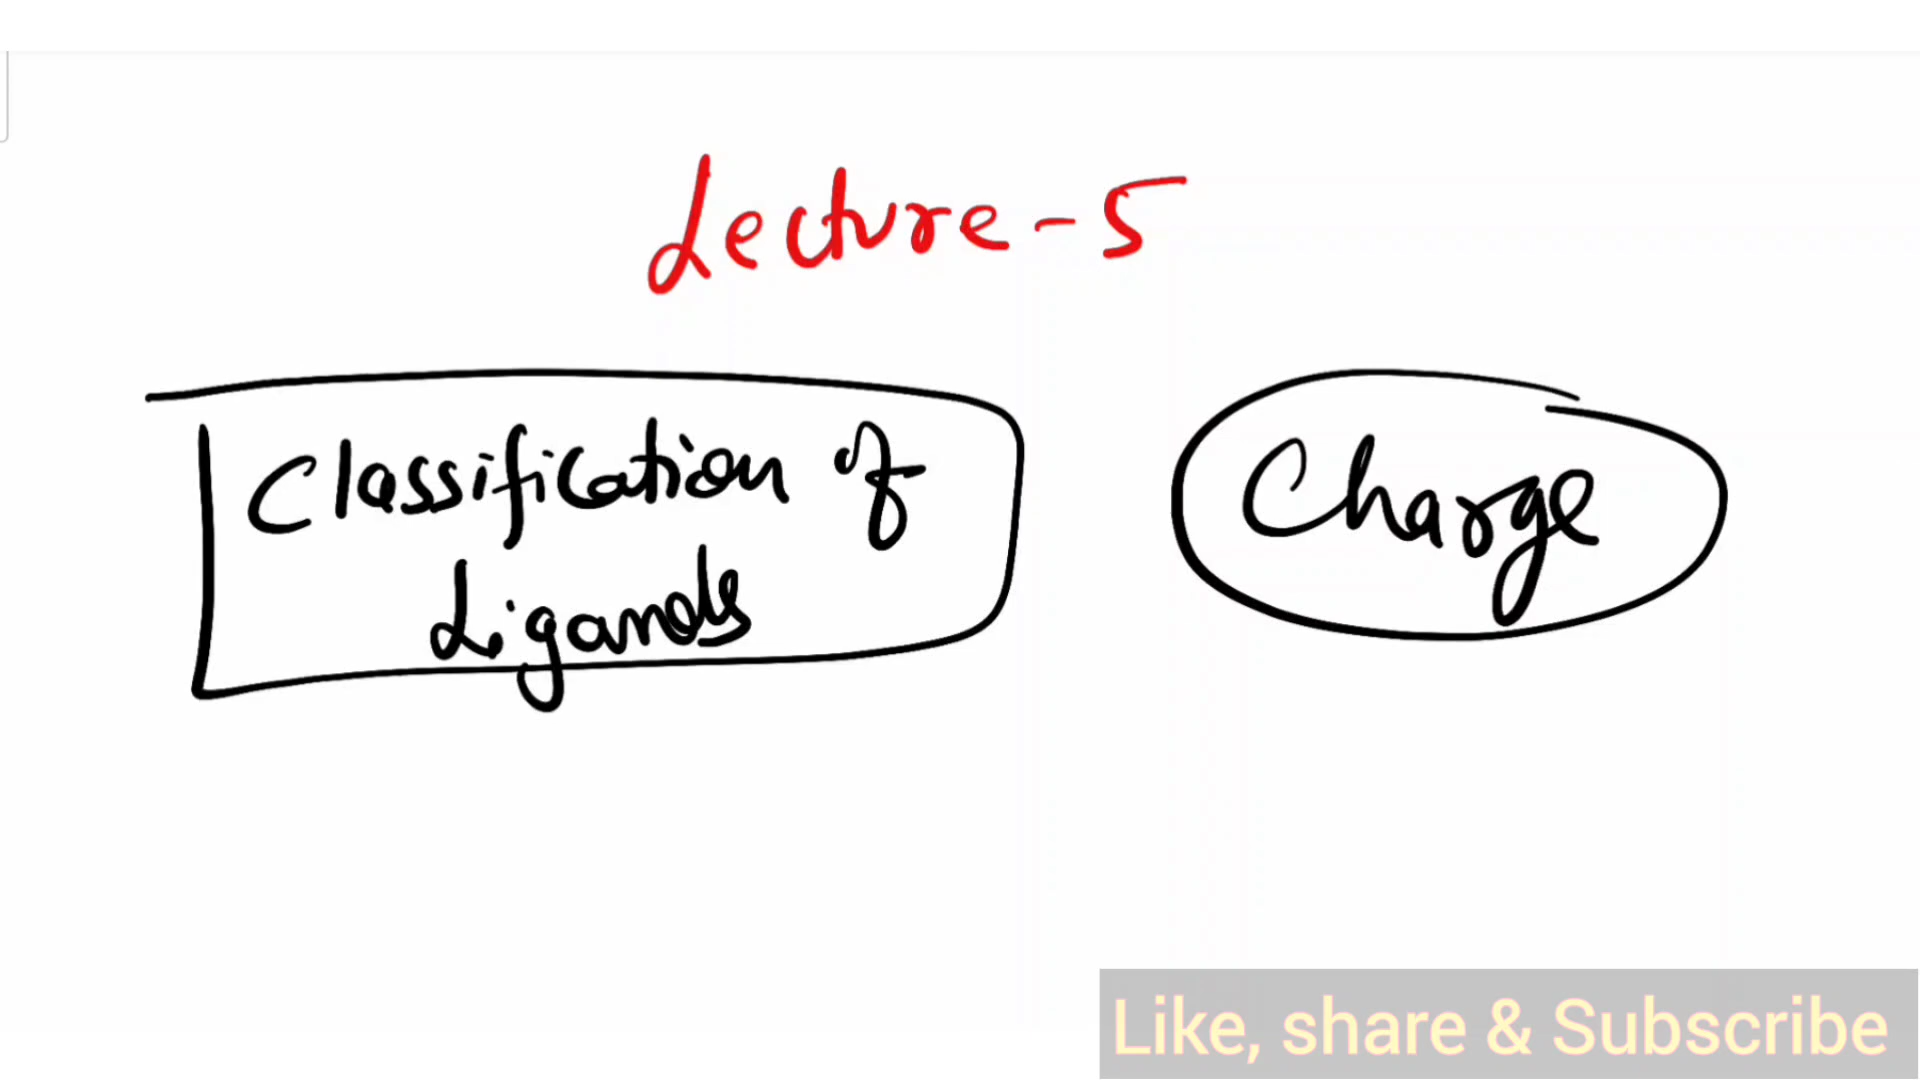 Lecture - 5
Classification of
Ligands
Charge
Like, share & Subscribe